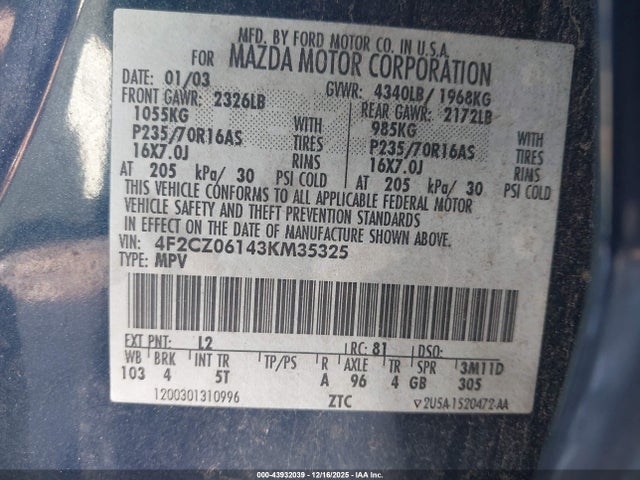 MFD. BY FORD MOTOR CO. IN U.S.A.
FOR MAZDA MOTOR CORPORATION
DATE: 01/03 GVWR: 4340LB/ 1968KG
FRONT GAWR: 2326LB REAR GAWR: 2172LB
1055KG WITH 985KG WITH
P235/70R16AS TIRES P235/70R16AS TIRES
16X7.0J RIMS 16X7.0J RIMS
AT 205 kPa/ 30 PSI COLD AT 205 kPa/ 30 PSI COLD
THIS VEHICLE CONFORMS TO ALL APPLICABLE FEDERAL MOTOR
VEHICLE SAFETY AND THEFT PREVENTION STANDARDS
IN EFFECT ON THE DATE OF MANUFACTURE SHOWN ABOVE.
VIN: 4F2CZ06143KM35325
TYPE: MPV
EXT PNT: L2 RC: 81 DSO:
WB BRK INT TR TP/PS R AXLE TR SPR 3M11D
103 4 5T A 96 4 GB 305
1200301310996 ZTC ▽2U5A-1520472-AA
000-43932039 - 12/16/2025 - IAA Inc.